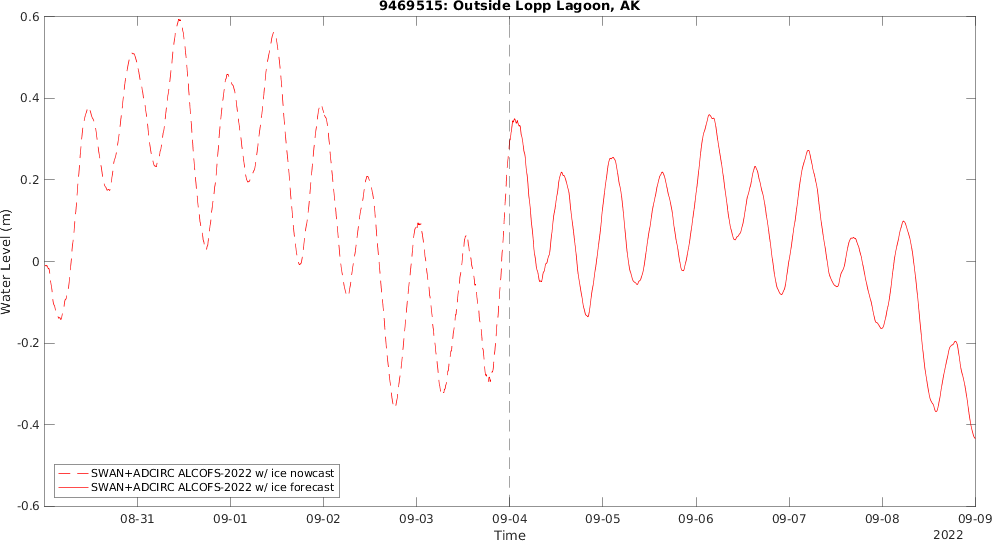 9469515: Outside Lopp Lagoon, AK
0.6
0.4
0.2
0
-0.2
-0.4
-0.6
Water Level (m)
SWAN+ADCIRC ALCOFS-2022 w/ ice nowcast
SWAN+ADCIRC ALCOFS-2022 w/ ice forecast
08-31 09-01 09-02 09-03 09-04 09-05 09-06 09-07 09-08 09-09
Time
2022